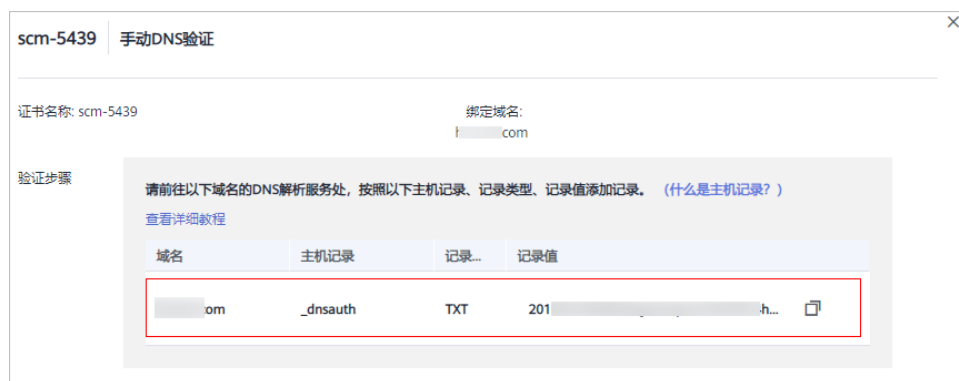 scm-5439 手动DNS验证
证书名称: scm-5439
绑定域名:
com
验证步骤
请前往以下域名的DNS解析服务处，按照以下主机记录、记录类型、记录值添加记录。 （什么是主机记录？）
查看详细教程
域名 主机记录 记录... 记录值
om _dnsauth TXT 201 h...